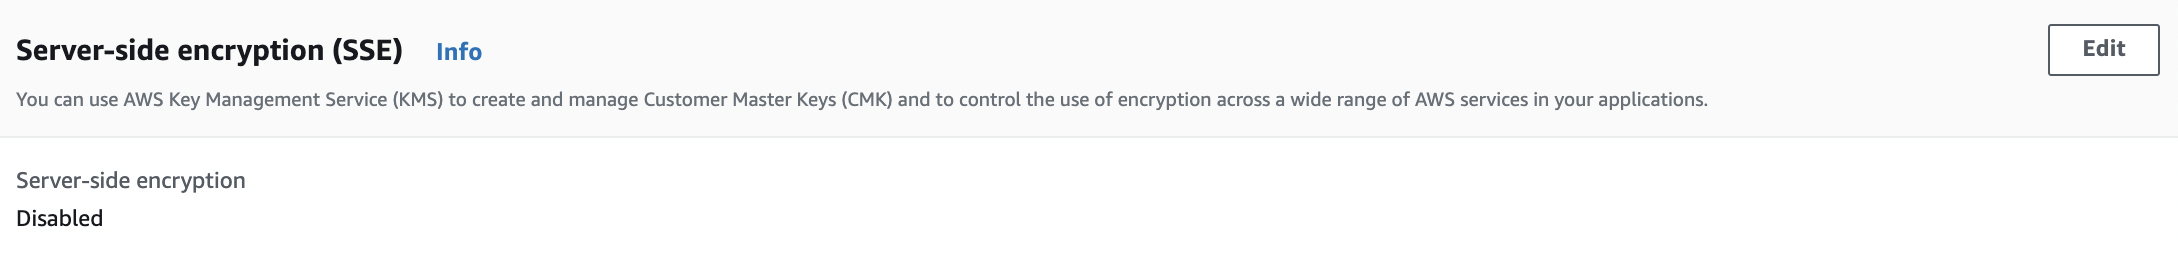 Server-side encryption (SSE) Info Edit
You can use AWS Key Management Service (KMS) to create and manage Customer Master Keys (CMK) and to control the use of encryption across a wide range of AWS services in your applications.
Server-side encryption
Disabled